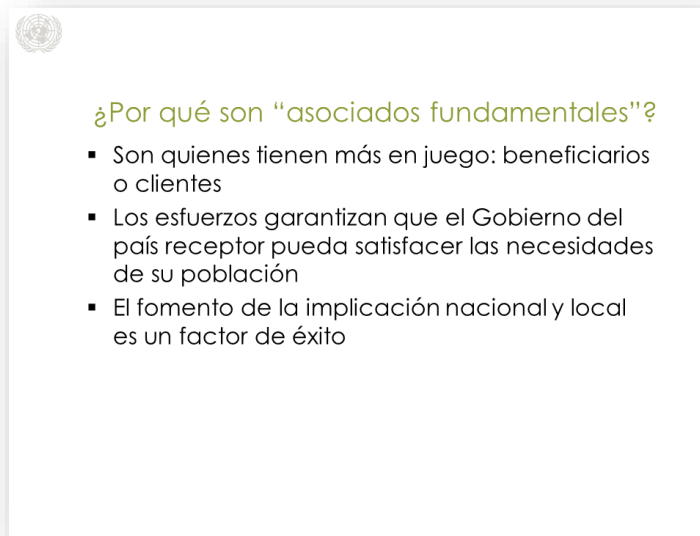 ¿Por qué son “asociados fundamentales”?
▪ Son quienes tienen más en juego: beneficiarios
o clientes
▪ Los esfuerzos garantizan que el Gobierno del
país receptor pueda satisfacer las necesidades
de su población
▪ El fomento de la implicación nacional y local
es un factor de éxito